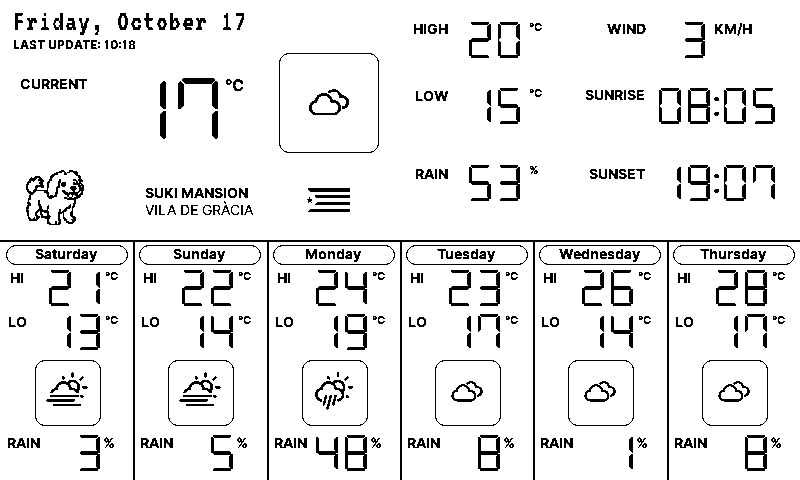 Friday, October 17
LAST UPDATE: 10:18
CURRENT 17 °C
HIGH 20 °C
LOW 15 °C
RAIN 53 %
WIND 3 KM/H
SUNRISE 08:05
SUNSET 19:07
SUKI MANSION
VILA DE GRÀCIA
Saturday
HI 21 °C
LO 13 °C
RAIN 3 %
Sunday
HI 22 °C
LO 14 °C
RAIN 5 %
Monday
HI 24 °C
LO 19 °C
RAIN 48 %
Tuesday
HI 23 °C
LO 17 °C
RAIN 8 %
Wednesday
HI 26 °C
LO 14 °C
RAIN 1 %
Thursday
HI 28 °C
LO 17 °C
RAIN 8 %